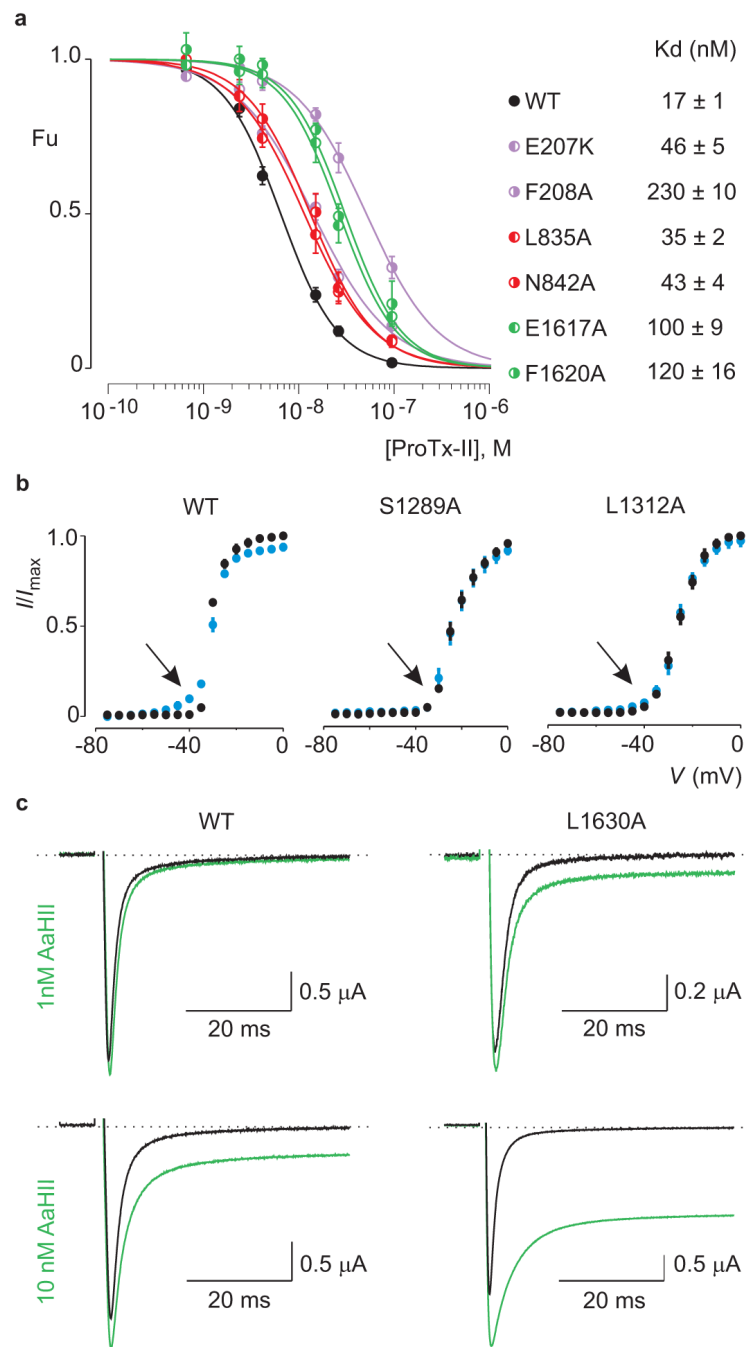 a
Kd (nM)
1.0
Fu
0.5
0
WT 17 ± 1
E207K 46 ± 5
F208A 230 ± 10
L835A 35 ± 2
N842A 43 ± 4
E1617A 100 ± 9
F1620A 120 ± 16
10-10 10-9 10-8 10-7 10-6
[ProTx-II], M
b
WT S1289A L1312A
I/Imax
1.0
0.5
0
-80 -40 0 -80 -40 0 -80 -40 0
V (mV)
c
WT L1630A
1nM AaHII
0.5 µA
20 ms
0.2 µA
20 ms
10 nM AaHII
0.5 µA
20 ms
0.5 µA
20 ms